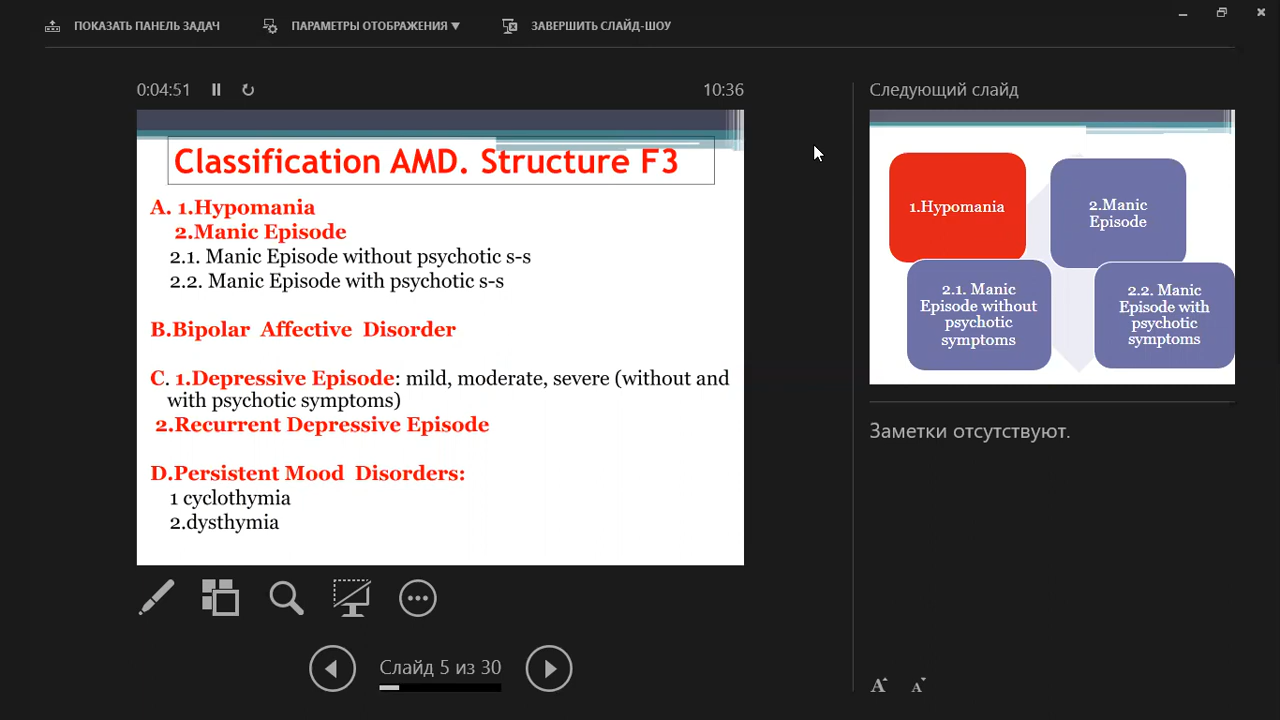 ПОКАЗАТЬ ПАНЕЛЬ ЗАДАЧ
ПАРАМЕТРЫ ОТОБРАЖЕНИЯ
ЗАВЕРШИТЬ СЛАЙД-ШОУ
0:04:51
10:36
Classification AMD. Structure F3
A. 1.Hypomania
2.Manic Episode
2.1. Manic Episode without psychotic s-s
2.2. Manic Episode with psychotic s-s
B.Bipolar Affective Disorder
C. 1.Depressive Episode: mild, moderate, severe (without and
with psychotic symptoms)
2.Recurrent Depressive Episode
D.Persistent Mood Disorders:
1 cyclothymia
2.dysthymia
Слайд 5 из 30
Следующий слайд
1.Hypomania
2.Manic
Episode
2.1. Manic
Episode without
psychotic
symptoms
2.2. Manic
Episode with
psychotic
symptoms
Заметки отсутствуют.
A A